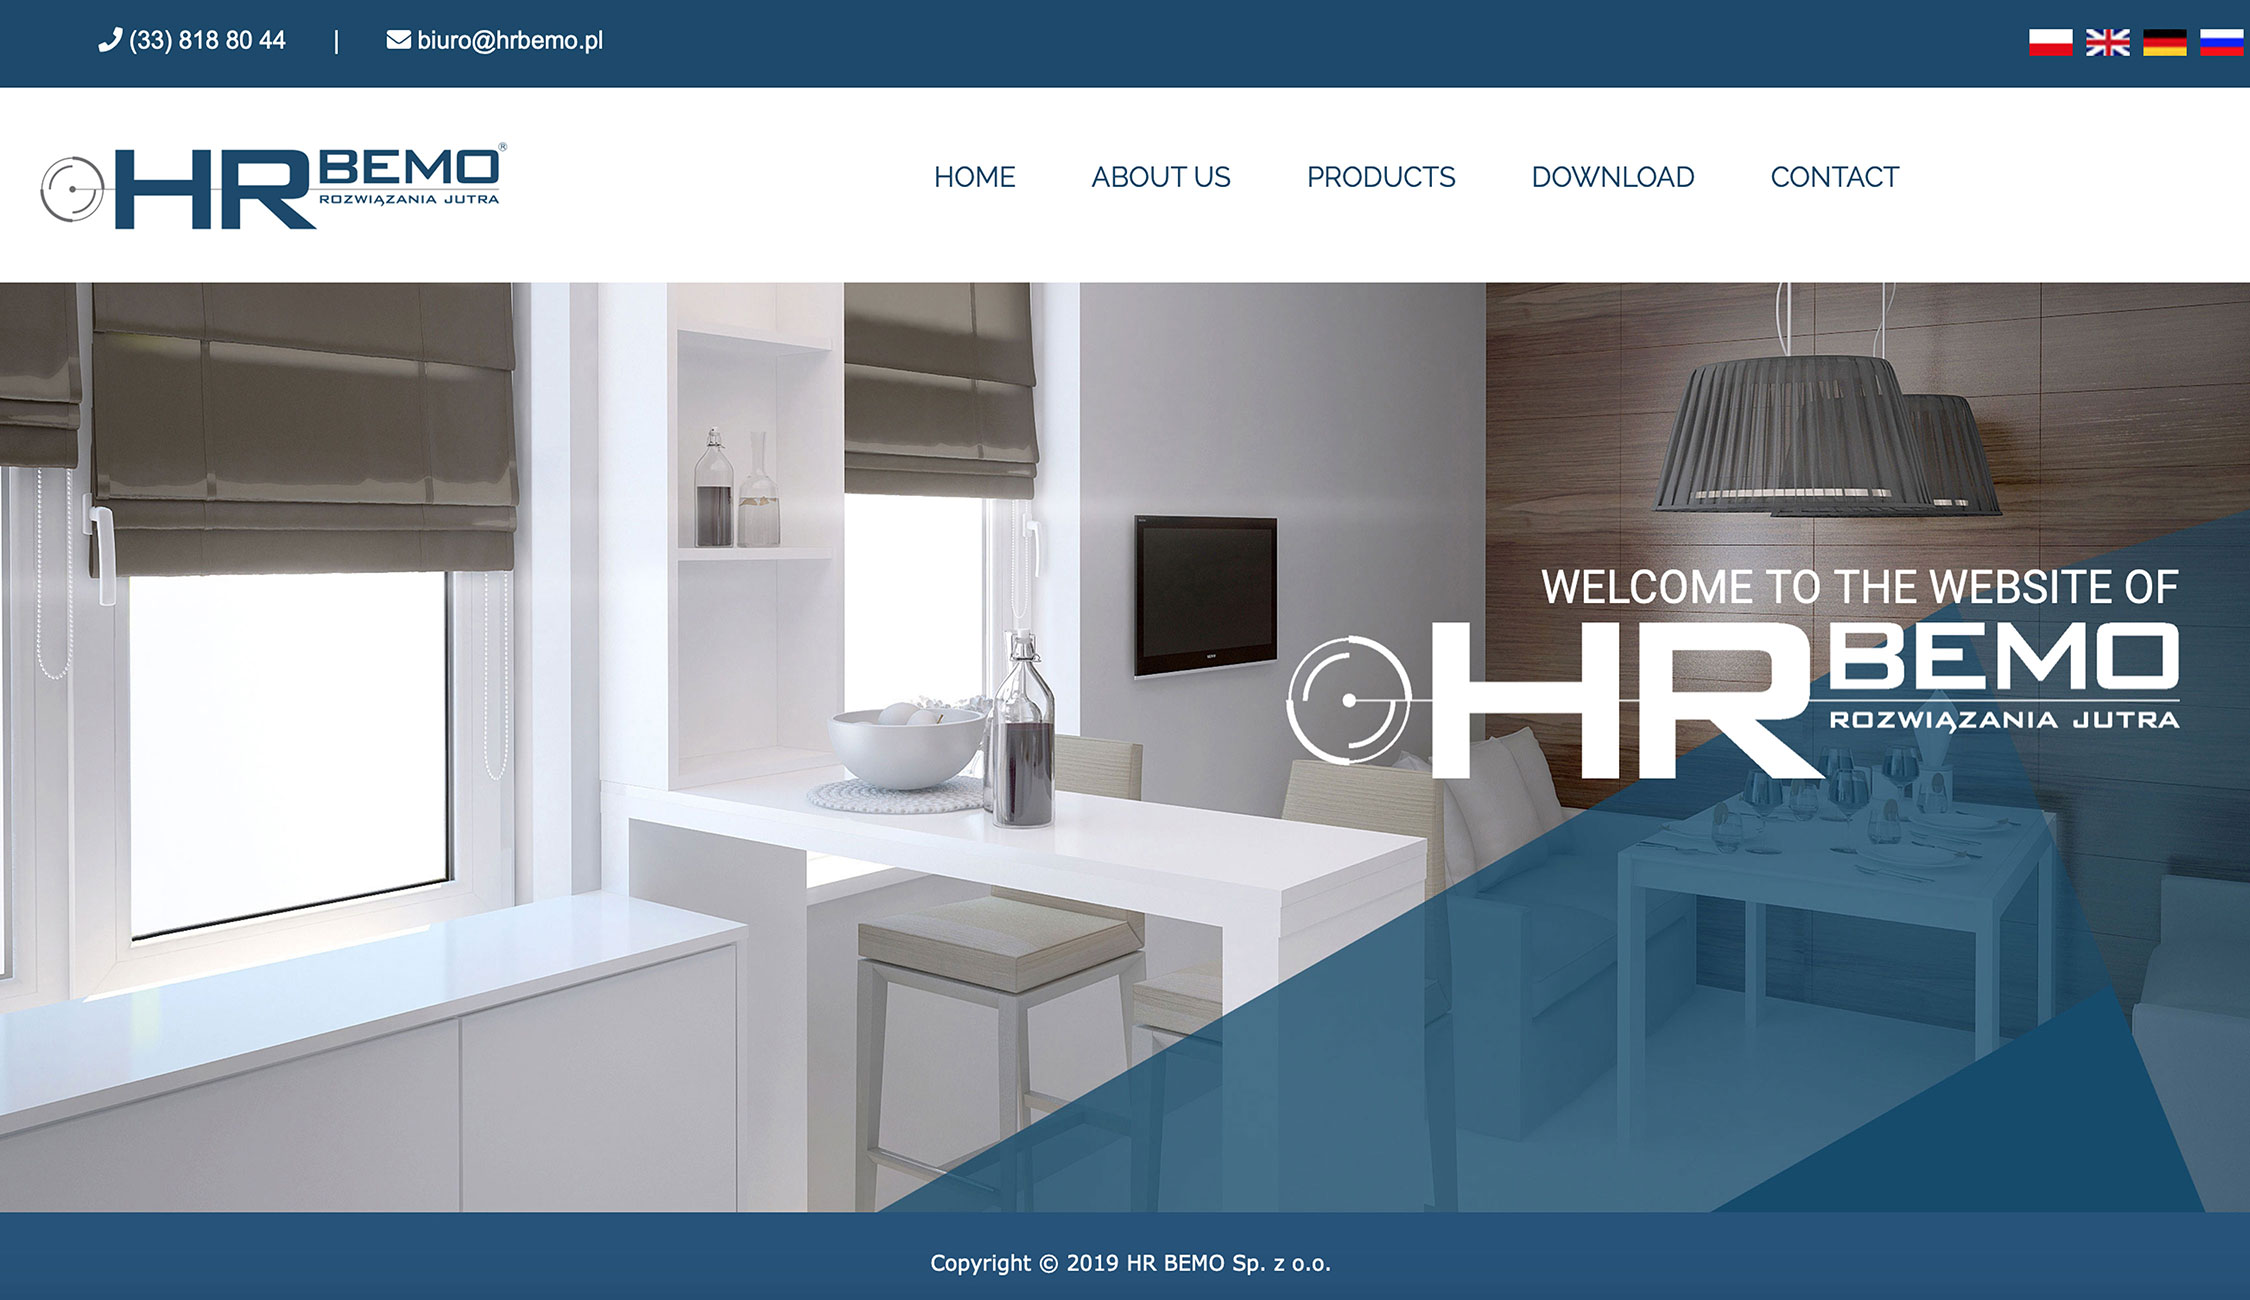 (33) 818 80 44 | biuro@hrbemo.pl
HR BEMO®
ROZWIĄZANIA JUTRA
HOME ABOUT US PRODUCTS DOWNLOAD CONTACT
WELCOME TO THE WEBSITE OF
HR BEMO
ROZWIĄZANIA JUTRA
Copyright © 2019 HR BEMO Sp. z o.o.